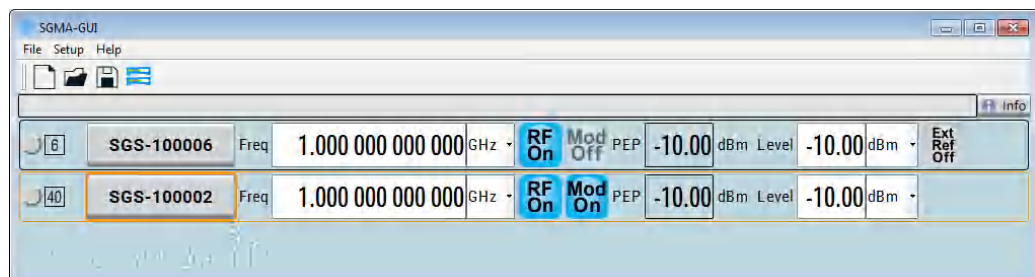 SGMA-GUI
File Setup Help
Info
6 SGS-100006 Freq 1.000 000 000 000 GHz RF On Mod Off PEP -10.00 dBm Level -10.00 dBm Ext Ref Off
40 SGS-100002 Freq 1.000 000 000 000 GHz RF On Mod On PEP -10.00 dBm Level -10.00 dBm